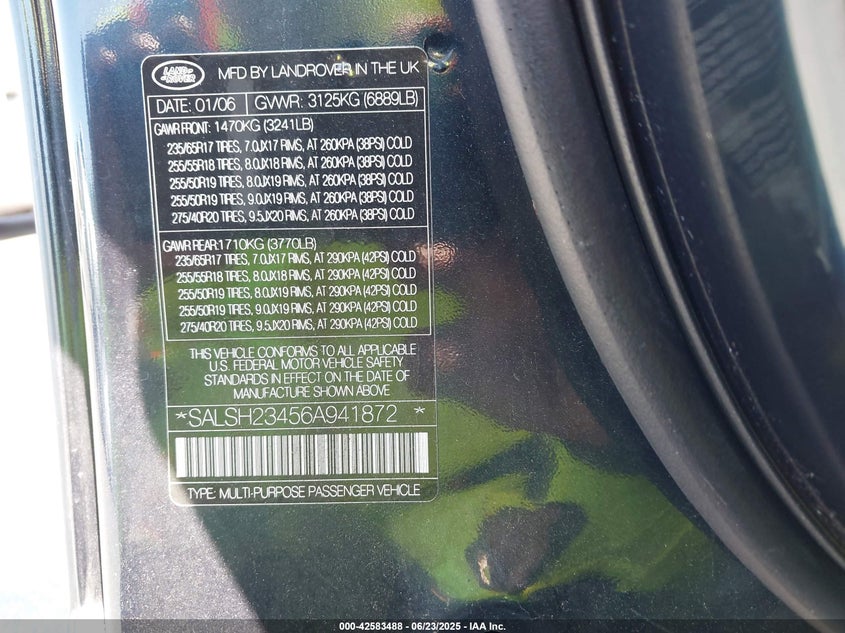 LAND-ROVER
MFD BY LANDROVER IN THE UK
DATE: 01/06 GVWR: 3125KG (6889LB)
GAWR FRONT: 1470KG (3241LB)
235/65R17 TIRES, 7.0JX17 RIMS, AT 260KPA (38PSI) COLD
255/55R18 TIRES, 8.0JX18 RIMS, AT 260KPA (38PSI) COLD
255/50R19 TIRES, 8.0JX19 RIMS, AT 260KPA (38PSI) COLD
255/50R19 TIRES, 9.0JX19 RIMS, AT 260KPA (38PSI) COLD
275/40R20 TIRES, 9.5JX20 RIMS, AT 260KPA (38PSI) COLD
GAWR REAR: 1710KG (3770LB)
235/65R17 TIRES, 7.0JX17 RIMS, AT 290KPA (42PSI) COLD
255/55R18 TIRES, 8.0JX18 RIMS, AT 290KPA (42PSI) COLD
255/50R19 TIRES, 8.0JX19 RIMS, AT 290KPA (42PSI) COLD
255/50R19 TIRES, 9.0JX19 RIMS, AT 290KPA (42PSI) COLD
275/40R20 TIRES, 9.5JX20 RIMS, AT 290KPA (42PSI) COLD
THIS VEHICLE CONFORMS TO ALL APPLICABLE
U.S. FEDERAL MOTOR VEHICLE SAFETY
STANDARDS IN EFFECT ON THE DATE OF
MANUFACTURE SHOWN ABOVE
*SALSH23456A941872 *
TYPE: MULTI-PURPOSE PASSENGER VEHICLE
000-42583488 - 06/23/2025 - IAA Inc.